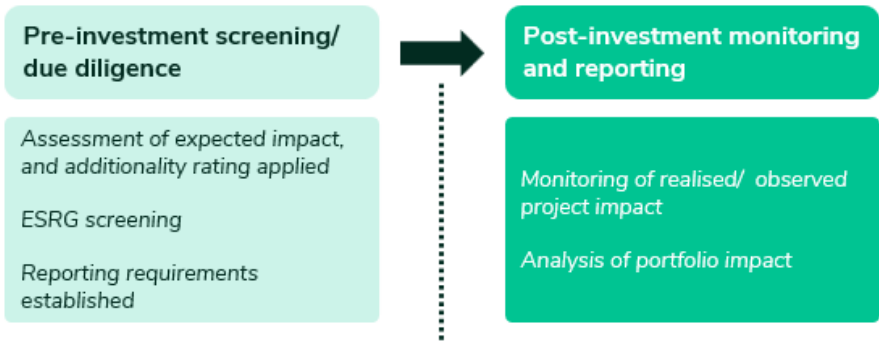 Pre-investment screening/
due diligence
Assessment of expected impact,
and additionality rating applied
ESRG screening
Reporting requirements
established
Post-investment monitoring
and reporting
Monitoring of realised/ observed
project impact
Analysis of portfolio impact